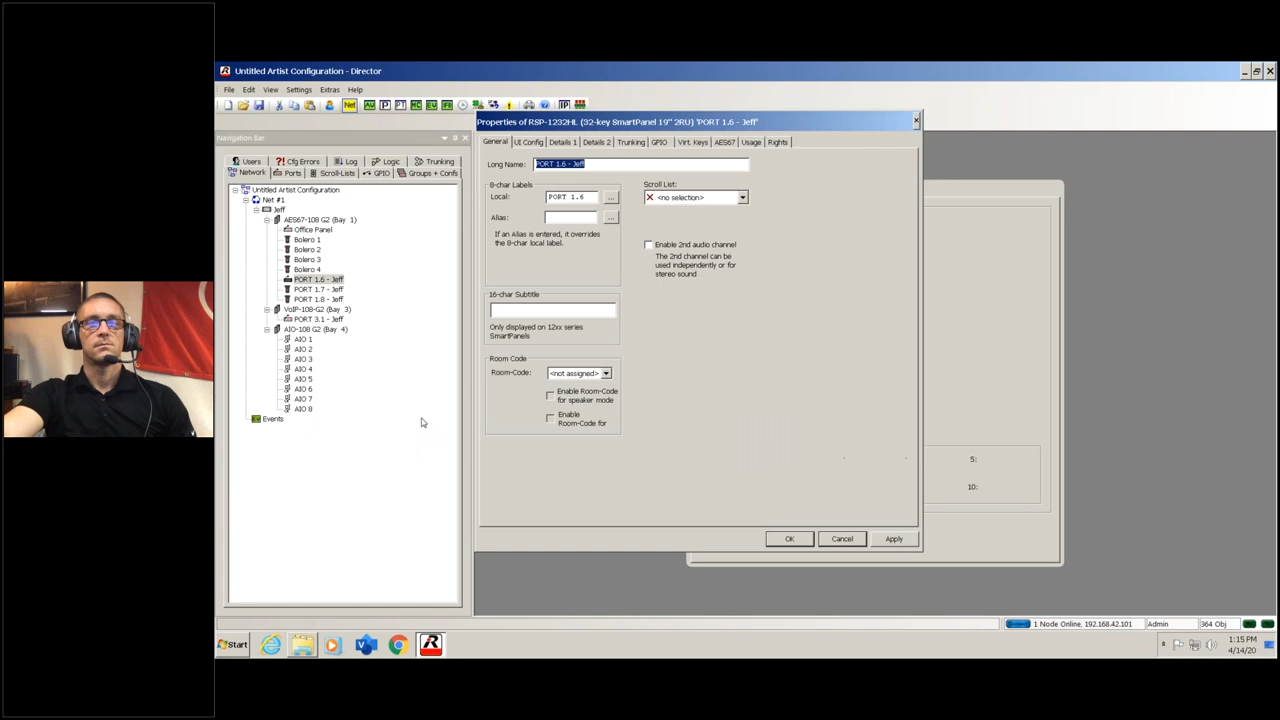 Untitled Artist Configuration - Director
File Edit View Settings Extras Help
Net
Navigation Bar
Users Cfg Errors Log Logic Trunking
Network Ports Scroll-Lists GPIO Groups + Confs
Untitled Artist Configuration
Net #1
Jeff
AES67-108 G2 (Bay 1)
Office Panel
Bolero 1
Bolero 2
Bolero 3
Bolero 4
PORT 1.6 - Jeff
PORT 1.7 - Jeff
PORT 1.8 - Jeff
VoIP-108-G2 (Bay 3)
PORT 3.1 - Jeff
AIO-108 G2 (Bay 4)
AIO 1
AIO 2
AIO 3
AIO 4
AIO 5
AIO 6
AIO 7
AIO 8
Events
Properties of RSP-1232HL (32-key SmartPanel 19" 2RU) 'PORT 1.6 - Jeff'
General UI Config Details 1 Details 2 Trunking GPIO Virt. Keys AES67 Usage Rights
Long Name: PORT 1.6 - Jeff
8-char Labels
Local: PORT 1.6 ...
Alias: ...
If an Alias is entered, it overrides
the 8-char local label.
Scroll List:
<no selection>
Enable 2nd audio channel
The 2nd channel can be
used independently or for
stereo sound
16-char Subtitle
Only displayed on 12xx series
SmartPanels
Room Code
Room-Code: <not assigned>
Enable Room-Code
for speaker mode
Enable
Room-Code for
OK Cancel Apply
5:
10:
1 Node Online, 192.168.42.101 Admin 364 Obj
Start
1:15 PM
4/14/20